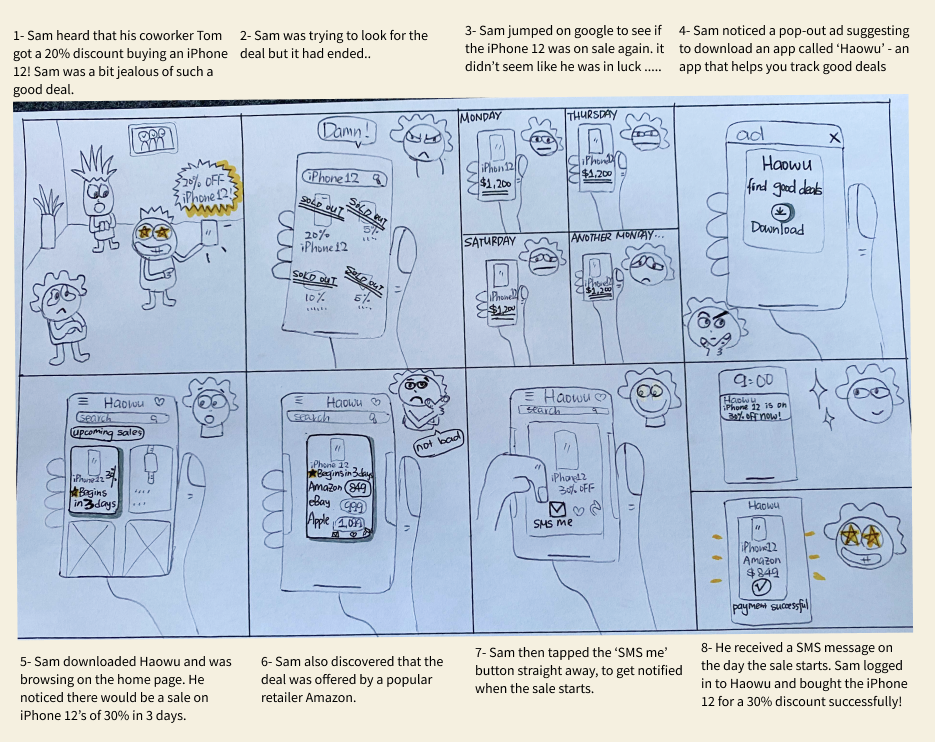 1- Sam heard that his coworker Tom
got a 20% discount buying an iPhone
12! Sam was a bit jealous of such a
good deal.
2- Sam was trying to look for the
deal but it had ended..
3- Sam jumped on google to see if
the iPhone 12 was on sale again. it
didn't seem like he was in luck .....
4- Sam noticed a pop-out ad suggesting
to download an app called ‘Haowu’ - an
app that helps you track good deals
20% OFF
iPhone 12!
Damn!
iPhone 12
SOLD OUT
SOLD OUT
20%
5%
iPhone 12
SOLD OUT
SOLD OUT
10%
5%
MONDAY
iPhon12
$1,200
THURSDAY
iPhone12
$1,200
SATURDAY
iPhone12
$1,200
ANOTHER MONDAY...
iPhone12
$1,200
ad
X
Haowu
find good deals
Download
Haowu
search
upcoming sales
iPhone12
Begins
in 3 days
Haowu
search
iPhone 12
Begins in 3 days
Amazon 849
eBay 999
Apple
not bad
Haowu
search
iPhone 12
30% OFF
SMS me
9:00
Haowu
iPhone 12 is on
30% OFF now!
Haowu
iPhone12
Amazon
$849
payment successful
5- Sam downloaded Haowu and was
browsing on the home page. He
noticed there would be a sale on
iPhone 12’s of 30% in 3 days.
6- Sam also discovered that the
deal was offered by a popular
retailer Amazon.
7- Sam then tapped the ‘SMS me’
button straight away, to get notified
when the sale starts.
8- He received a SMS message on
the day the sale starts. Sam logged
in to Haowu and bought the iPhone
12 for a 30% discount successfully!